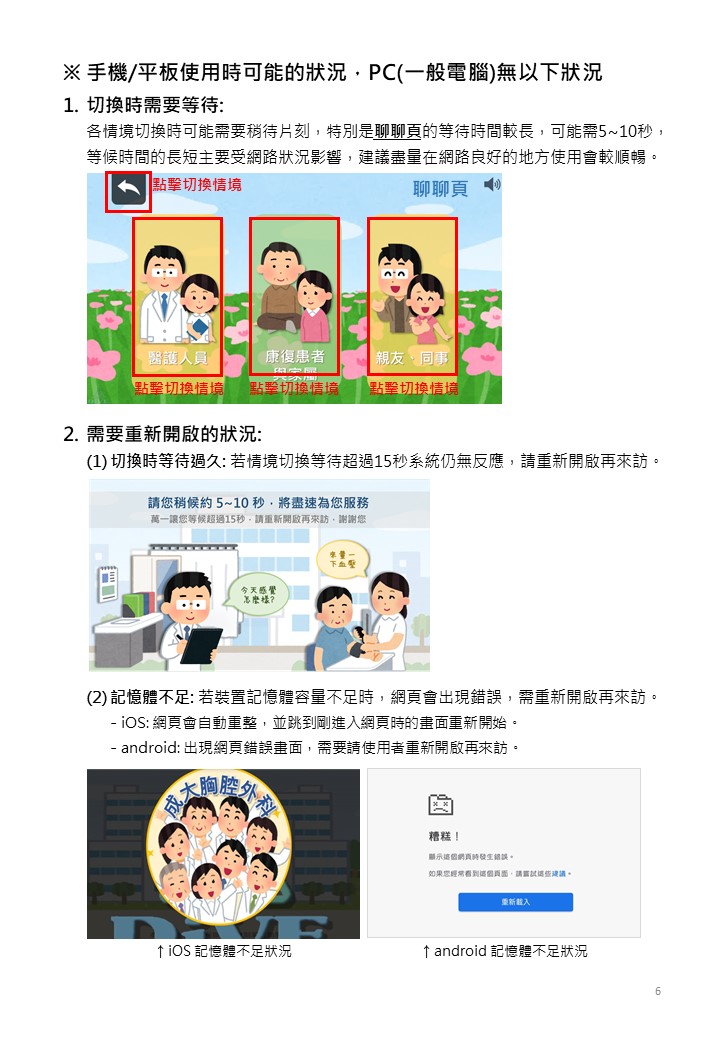 ※ 手機/平板使用時可能的狀況，PC(一般電腦)無以下狀況
1. 切換時需要等待:
各情境切換時可能需要稍待片刻，特別是聊聊頁的等待時間較長，可能需5~10秒，
等候時間的長短主要受網路狀況影響，建議盡量在網路良好的地方使用會較順暢。
點擊切換情境
聊聊頁
醫護人員
康復患者
與家屬
親友、同事
點擊切換情境
點擊切換情境
點擊切換情境
2. 需要重新開啟的狀況:
(1) 切換時等待過久: 若情境切換等待超過15秒系統仍無反應，請重新開啟再來訪。
請您稍候約 5~10 秒，將盡速為您服務
萬一讓您等候超過15秒，請重新開啟再來訪，謝謝您
來量一
下血壓
今天感覺
怎麼樣?
(2) 記憶體不足: 若裝置記憶體容量不足時，網頁會出現錯誤，需重新開啟再來訪。
- iOS: 網頁會自動重整，並跳到剛進入網頁時的畫面重新開始。
- android: 出現網頁錯誤畫面，需要請使用者重新開啟再來訪。
成大胸腔外科
DiVE
糟糕！
顯示這個網頁時發生錯誤。
如果您經常看到這個頁面，請嘗試這些建議。
重新載入
↑iOS 記憶體不足狀況
↑android 記憶體不足狀況
6